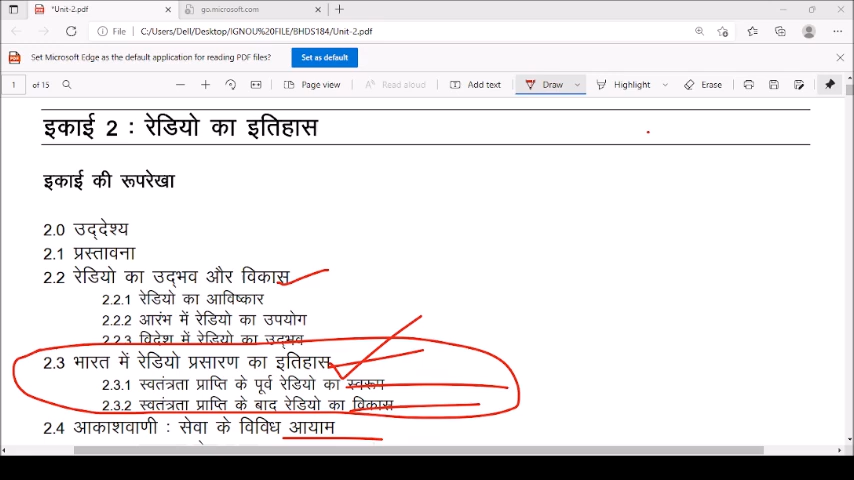 *Unit-2.pdf
go.microsoft.com
File
C:/Users/Dell/Desktop/IGNOU%20FILE/BHDS184/Unit-2.pdf
Set Microsoft Edge as the default application for reading PDF files?
Set as default
1 of 15
Page view
Read aloud
Add text
Draw
Highlight
Erase
इकाई 2 : रेडियो का इतिहास
इकाई की रूपरेखा
2.0 उद्देश्य
2.1 प्रस्तावना
2.2 रेडियो का उद्भव और विकास
2.2.1 रेडियो का आविष्कार
2.2.2 आरंभ में रेडियो का उपयोग
2.2.3 विदेश में रेडियो का उद्भव
2.3 भारत में रेडियो प्रसारण का इतिहास
2.3.1 स्वतंत्रता प्राप्ति के पूर्व रेडियो का स्वरूप
2.3.2 स्वतंत्रता प्राप्ति के बाद रेडियो का विकास
2.4 आकाशवाणी : सेवा के विविध आयाम